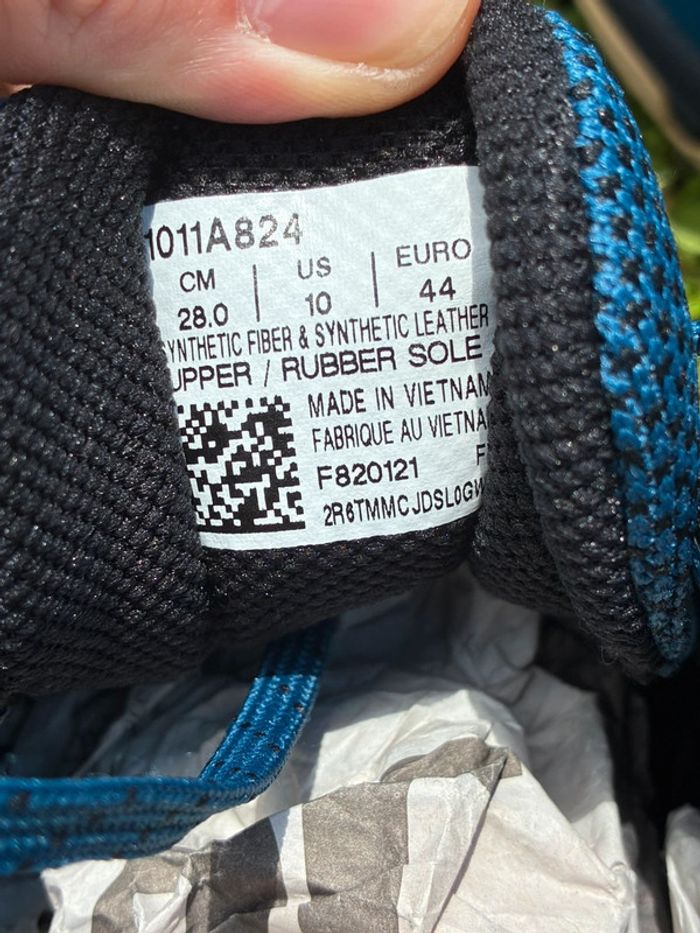 1011A824
CM | US | EURO
28.0 | 10 | 44
SYNTHETIC FIBER & SYNTHETIC LEATHER
UPPER / RUBBER SOLE
MADE IN VIETNAM
FABRIQUE AU VIETNA
F820121 F
2R6TMMCJDSL0GW